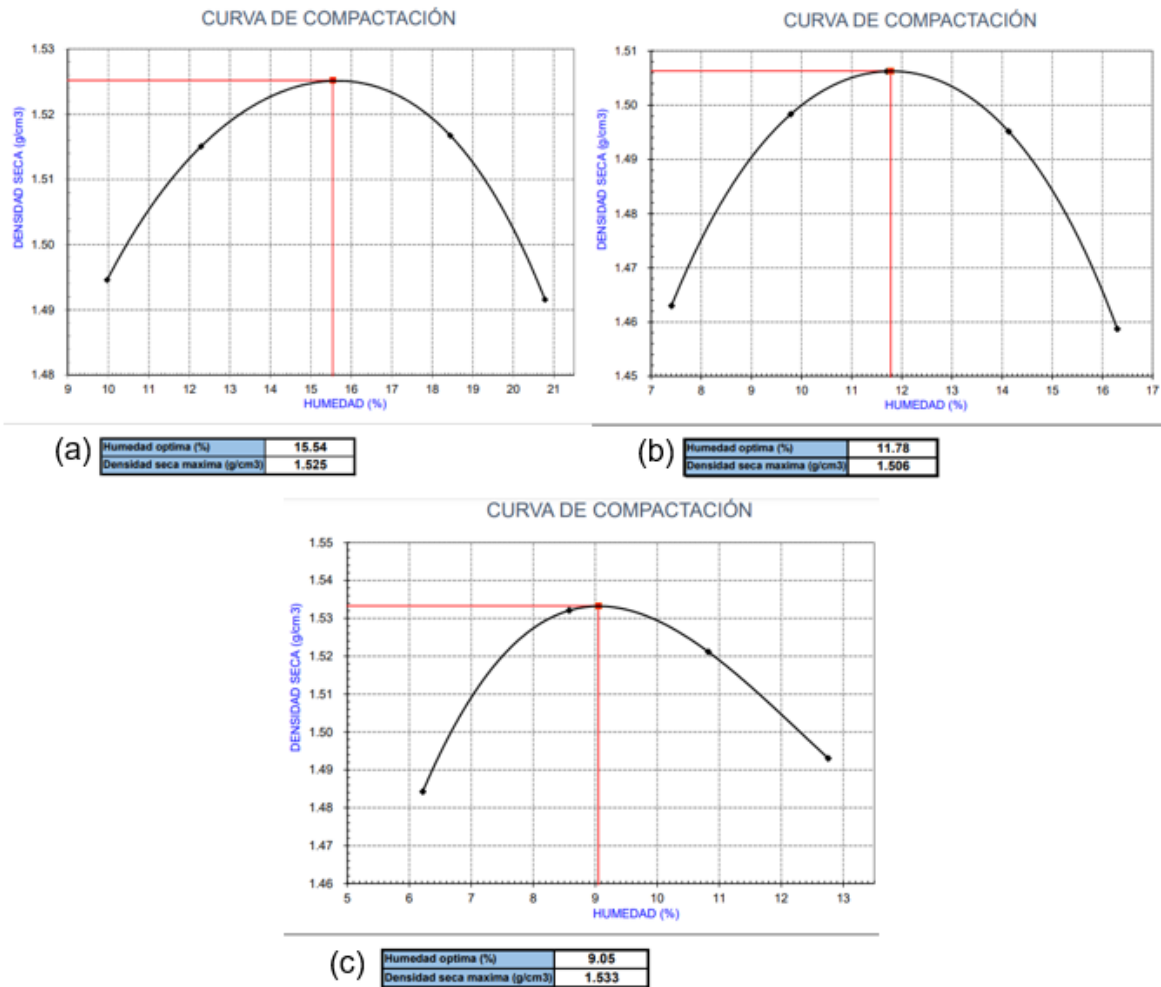 CURVA DE COMPACTACIÓN
DENSIDAD SECA (g/cm3)
1.53
1.52
1.51
1.50
1.49
1.48
9 10 11 12 13 14 15 16 17 18 19 20 21
HUMEDAD (%)
(a)
Humedad optima (%) 15.54
Densidad seca maxima (g/cm3) 1.525
CURVA DE COMPACTACIÓN
DENSIDAD SECA (g/cm3)
1.51
1.50
1.49
1.48
1.47
1.46
1.45
7 8 9 10 11 12 13 14 15 16 17
HUMEDAD (%)
(b)
Humedad optima (%) 11.78
Densidad seca maxima (g/cm3) 1.506
CURVA DE COMPACTACIÓN
DENSIDAD SECA (g/cm3)
1.55
1.54
1.53
1.52
1.51
1.50
1.49
1.48
1.47
1.46
5 6 7 8 9 10 11 12 13
HUMEDAD (%)
(c)
Humedad optima (%) 9.05
Densidad seca maxima (g/cm3) 1.533